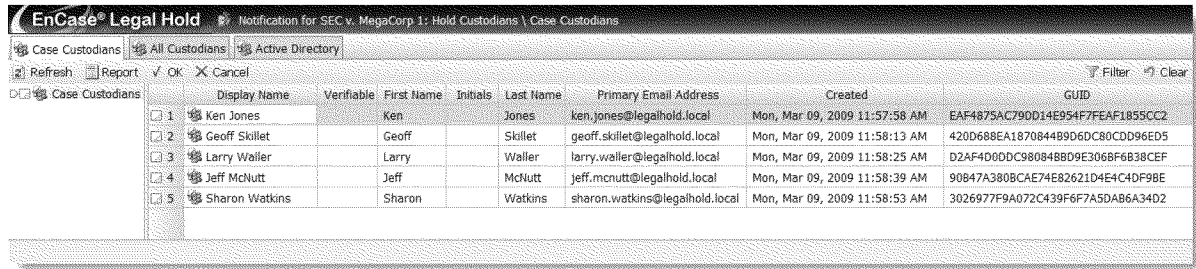 EnCase® Legal Hold Notification for SEC v. MegaCorp 1: Hold Custodians \ Case Custodians
Case Custodians All Custodians Active Directory
Refresh Report √ OK X Cancel Filter Clear
Case Custodians
Display Name Verifiable First Name Initials Last Name Primary Email Address Created GUID
1 Ken Jones Ken Jones ken.jones@legalhold.local Mon, Mar 09, 2009 11:57:58 AM EAF4875AC79DD14E954F7FEAF1855CC2
2 Geoff Skillet Geoff Skillet geoff.skillet@legalhold.local Mon, Mar 09, 2009 11:58:13 AM 420D688EA1870844B9D6DC80CDD96ED5
3 Larry Waller Larry Waller larry.waller@legalhold.local Mon, Mar 09, 2009 11:58:25 AM D2AF4D0DDC98084BBD9E306BF6B38CEF
4 Jeff McNutt Jeff McNutt jeff.mcnutt@legalhold.local Mon, Mar 09, 2009 11:58:39 AM 90B47A380BCAE74E82621D4E4C4DF9BE
5 Sharon Watkins Sharon Watkins sharon.watkins@legalhold.local Mon, Mar 09, 2009 11:58:53 AM 3026977F9A072C439F6F7A5DAB6A34D2